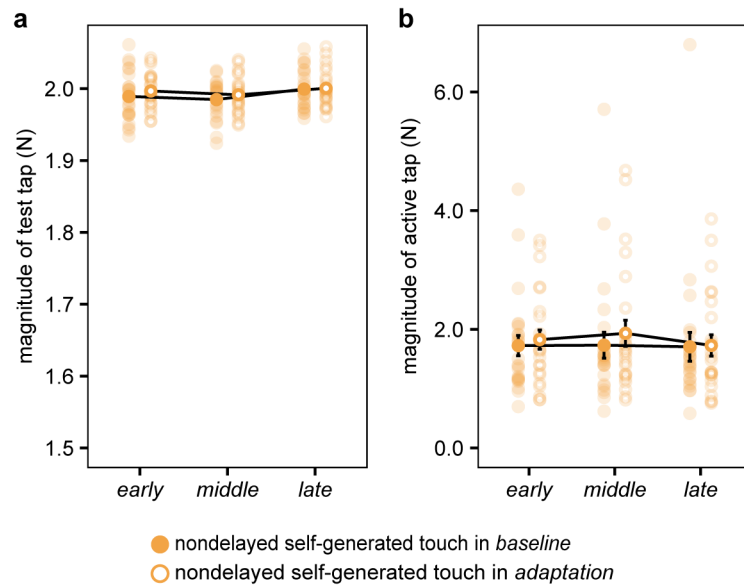 a
magnitude of test tap (N)
2.0
1.9
1.8
1.7
1.6
1.5
early middle late
b
magnitude of active tap (N)
6.0
4.0
2.0
0.0
early middle late
nondelayed self-generated touch in baseline
nondelayed self-generated touch in adaptation